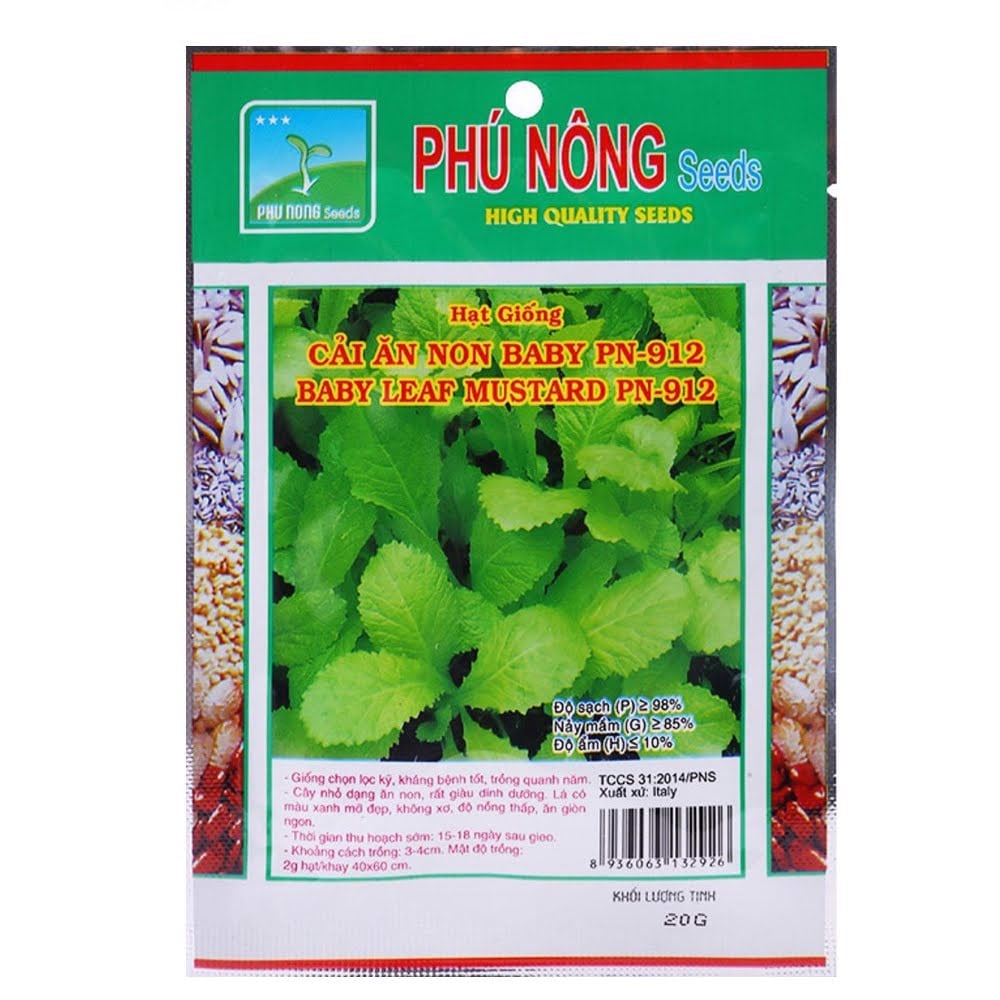 PHÚ NÔNG Seeds
PHU NONG Seeds
HIGH QUALITY SEEDS
Hạt Giống
CẢI ĂN NON BABY PN-912
BABY LEAF MUSTARD PN-912
Độ sạch (P) ≥ 98%
Nảy mầm (G) ≥ 85%
Độ ẩm (H) ≤ 10%
- Giống chọn lọc kỹ, kháng bệnh tốt, trồng quanh năm.
- Cây nhỏ dạng ăn non, rất giàu dinh dưỡng. Lá có
màu xanh mỡ đẹp, không xơ, độ nồng thấp, ăn giòn
ngon.
- Thời gian thu hoạch sớm: 15-18 ngày sau gieo.
- Khoảng cách trồng: 3-4cm. Mật độ trồng:
2g hạt/khay 40x60 cm.
TCCS 31:2014/PNS
Xuất xứ: Italy
8 936063 132926
KHỐI LƯỢNG TỊNH
20G